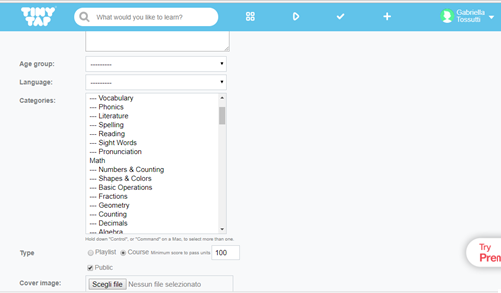 TINY
TAP
What would you like to learn?
Gabriella
Tossutti
Age group:
---------
Language:
---------
Categories:
--- Vocabulary
--- Phonics
--- Literature
--- Spelling
--- Reading
--- Sight Words
--- Pronunciation
Math
--- Numbers & Counting
--- Shapes & Colors
--- Basic Operations
--- Fractions
--- Geometry
--- Counting
--- Decimals
--- Algebra
Hold down "Control", or "Command" on a Mac, to select more than one.
Type Playlist Course Minimum score to pass units 100
Public
Cover image: Scegli file Nessun file selezionato
Try
Prem